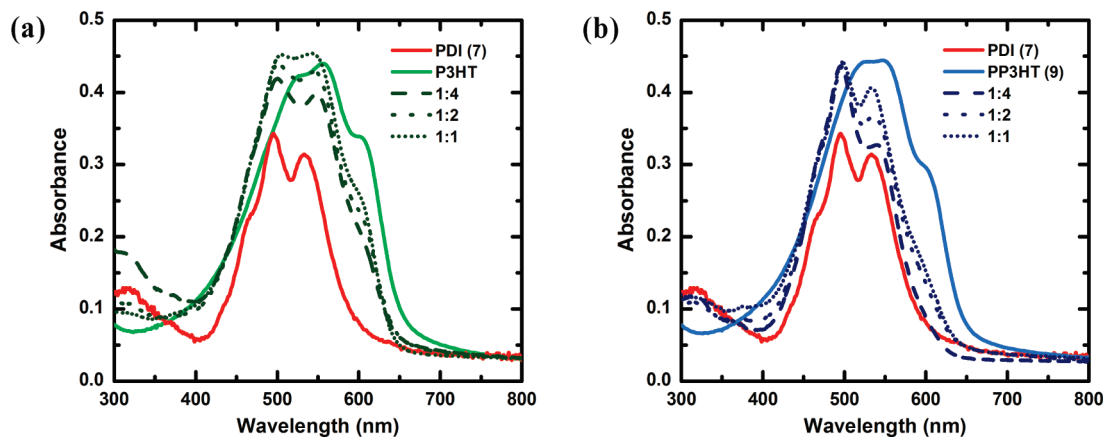 (a)
0.5
0.4
0.3
0.2
0.1
0.0
Absorbance
PDI (7)
P3HT
1:4
1:2
1:1
300 400 500 600 700 800
Wavelength (nm)
(b)
0.5
0.4
0.3
0.2
0.1
0.0
Absorbance
PDI (7)
PP3HT (9)
1:4
1:2
1:1
300 400 500 600 700 800
Wavelength (nm)